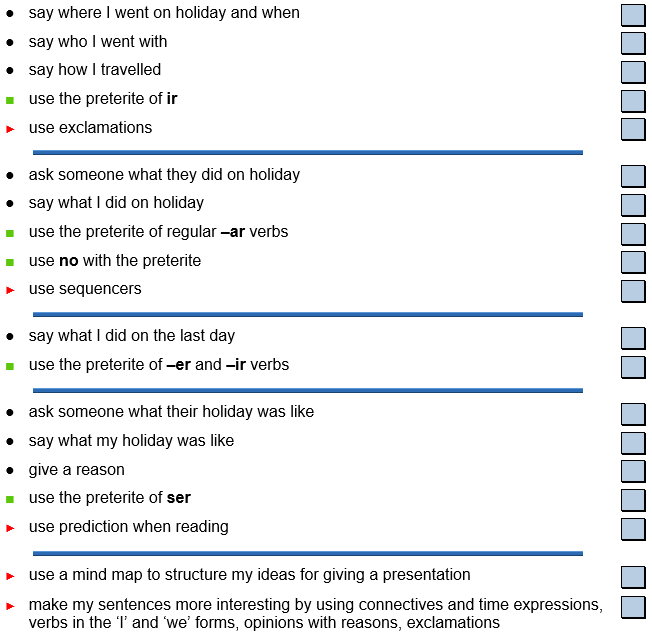 say where I went on holiday and when
say who I went with
say how I travelled
use the preterite of ir
use exclamations
ask someone what they did on holiday
say what I did on holiday
use the preterite of regular –ar verbs
use no with the preterite
use sequencers
say what I did on the last day
use the preterite of –er and –ir verbs
ask someone what their holiday was like
say what my holiday was like
give a reason
use the preterite of ser
use prediction when reading
use a mind map to structure my ideas for giving a presentation
make my sentences more interesting by using connectives and time expressions,
verbs in the ‘I’ and ‘we’ forms, opinions with reasons, exclamations